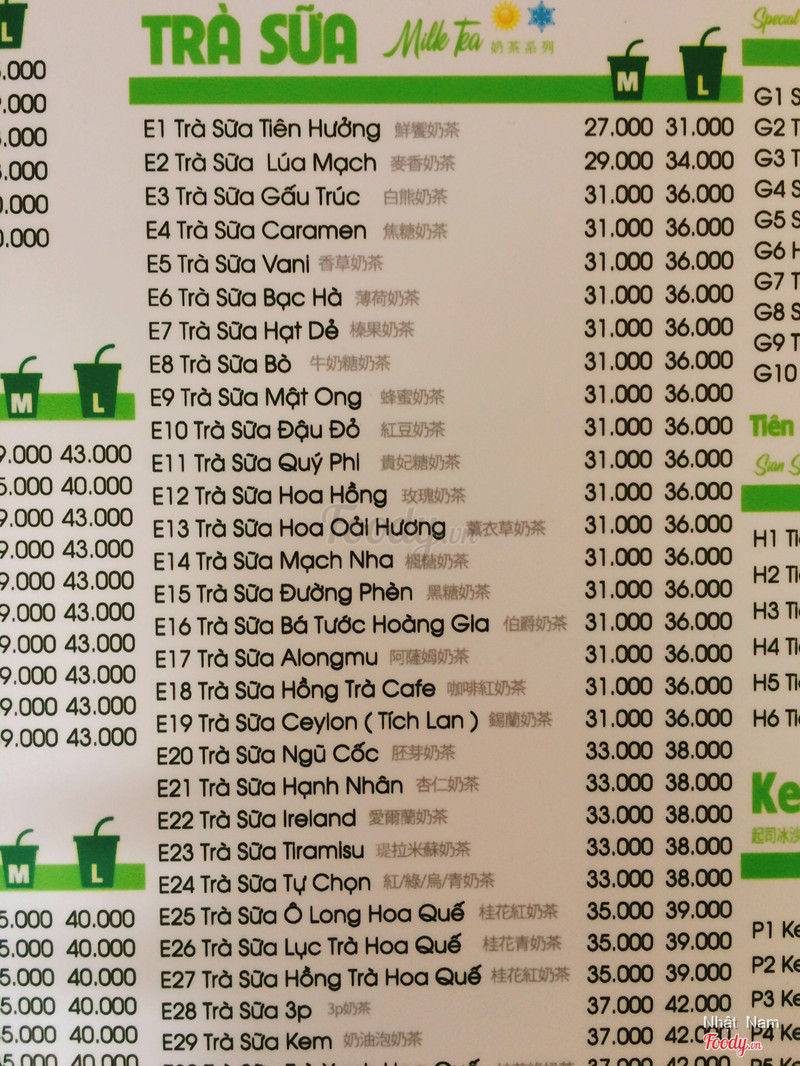 TRÀ SỮA Milk Tea 奶茶系列
M L
E1 Trà Sữa Tiên Hưởng 鮮饗奶茶 27.000 31.000
E2 Trà Sữa Lúa Mạch 麥香奶茶 29.000 34.000
E3 Trà Sữa Gấu Trúc 白熊奶茶 31.000 36.000
E4 Trà Sữa Caramen 焦糖奶茶 31.000 36.000
E5 Trà Sữa Vani 香草奶茶 31.000 36.000
E6 Trà Sữa Bạc Hà 薄荷奶茶 31.000 36.000
E7 Trà Sữa Hạt Dẻ 榛果奶茶 31.000 36.000
E8 Trà Sữa Bò 牛奶糖奶茶 31.000 36.000
E9 Trà Sữa Mật Ong 蜂蜜奶茶 31.000 36.000
E10 Trà Sữa Đậu Đỏ 紅豆奶茶 31.000 36.000
E11 Trà Sữa Quý Phi 貴妃糖奶茶 31.000 36.000
E12 Trà Sữa Hoa Hồng 玫瑰奶茶 31.000 36.000
E13 Trà Sữa Hoa Oải Hương 薰衣草奶茶 31.000 36.000
E14 Trà Sữa Mạch Nha 糖奶茶 31.000 36.000
E15 Trà Sữa Đường Phèn 黑糖奶茶 31.000 36.000
E16 Trà Sữa Bá Tước Hoàng Gia 伯爵奶茶 31.000 36.000
E17 Trà Sữa Alongmu 阿薩姆奶茶 31.000 36.000
E18 Trà Sữa Hồng Trà Cafe 咖啡紅奶茶 31.000 36.000
E19 Trà Sữa Ceylon ( Tích Lan ) 錫蘭奶茶 31.000 36.000
E20 Trà Sữa Ngũ Cốc 胚芽奶茶 33.000 38.000
E21 Trà Sữa Hạnh Nhân 杏仁奶茶 33.000 38.000
E22 Trà Sữa Ireland 愛爾蘭奶茶 33.000 38.000
E23 Trà Sữa Tiramisu 堤拉米蘇奶茶 33.000 38.000
E24 Trà Sữa Tự Chọn 紅/綠/烏/青奶茶 33.000 38.000
E25 Trà Sữa Ô Long Hoa Quế 桂花紅奶茶 35.000 39.000
E26 Trà Sữa Lục Trà Hoa Quế 桂花青奶茶 35.000 39.000
E27 Trà Sữa Hồng Trà Hoa Quế 桂花紅奶茶 35.000 39.000
E28 Trà Sữa 3p 3p奶茶 37.000 42.000
E29 Trà Sữa Kem 奶油泡奶茶 37.000 42.000
L
M L
43.000
40.000
43.000
43.000
43.000
43.000
43.000
43.000
43.000
43.000
M L
40.000
40.000
40.000
40.000
40.000
Special
G1
G2
G3
G4
G5
G6
G7
G8
G9
G10
Tiên
H1
H2
H3
H4
H5
H6
Ke
起司冰沙
P1
P2
P3
P4
Foody.vn
Nhật Nam
Foody.vn